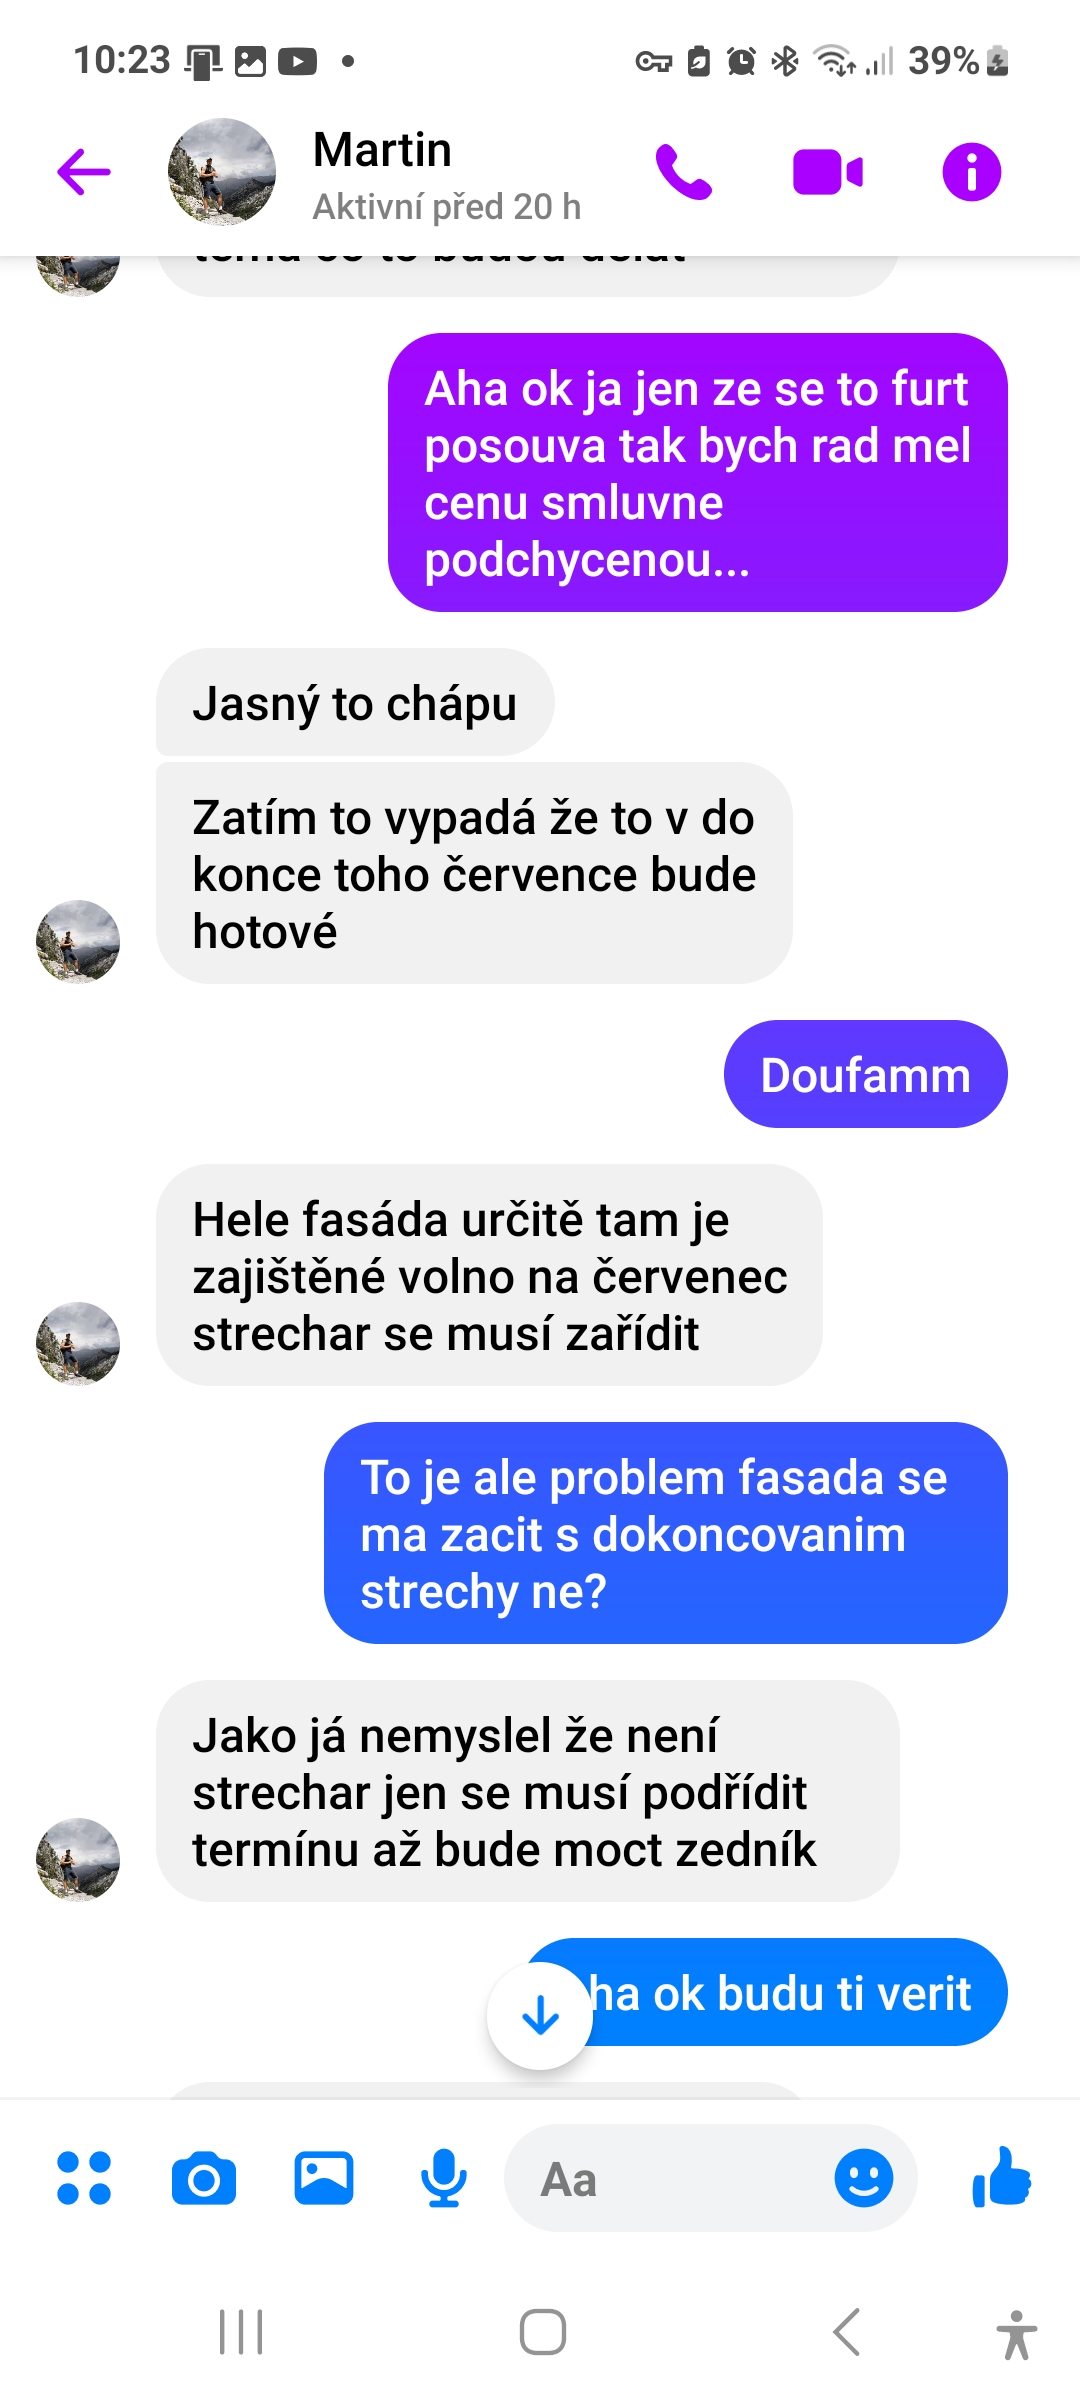 10:23
39%
Martin
Aktivní před 20 h
Aha ok ja jen ze se to furt
posouva tak bych rad mel
cenu smluvne
podchycenou...
Jasný to chápu
Zatím to vypadá že to v do
konce toho července bude
hotové
Doufamm
Hele fasáda určitě tam je
zajištěné volno na červenec
strechar se musí zařídit
To je ale problem fasada se
ma zacit s dokoncovanim
strechy ne?
Jako já nemyslel že není
strechar jen se musí podřídit
termínu až bude moct zedník
ha ok budu ti verit
Aa